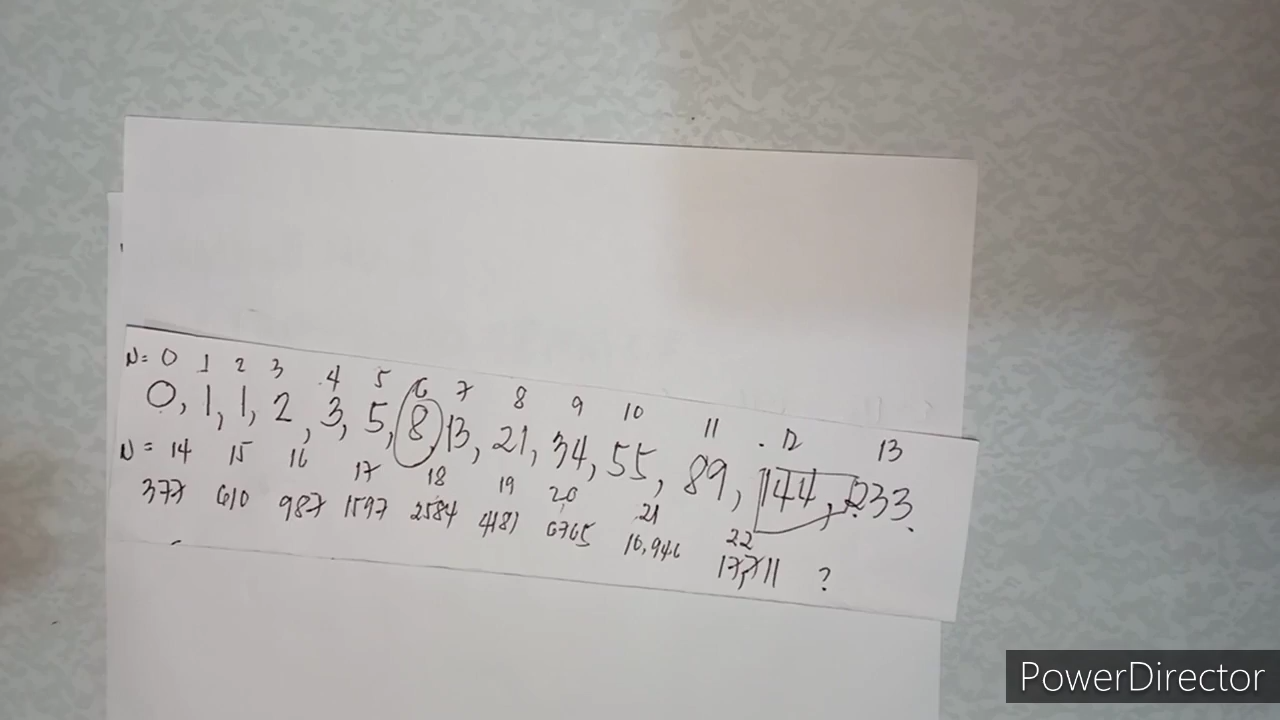 N= 0 1 2 3 4 5 6 7 8 9 10 11 12 13
0, 1, 1, 2, 3, 5, 8, 13, 21, 34, 55, 89, 144, 233
N = 14 15 16 17 18 19 20 21 22
377 610 987 1597 2584 4181 6765 10,946 17,711 ?
PowerDirector